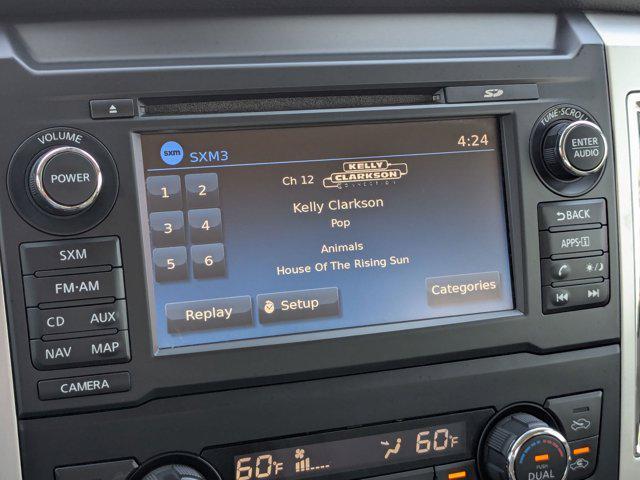 SD
VOLUME
POWER
TUNE·SCROLL
ENTER
AUDIO
sxm SXM3
4:24
1 2
3 4
5 6
Ch 12
KELLY
CLARKSON
CONNECTION
Kelly Clarkson
Pop
Animals
House Of The Rising Sun
Replay
Setup
Categories
SXM
FM·AM
CD AUX
NAV MAP
CAMERA
BACK
APPS·i
60°F
60°F
PUSH
DUAL